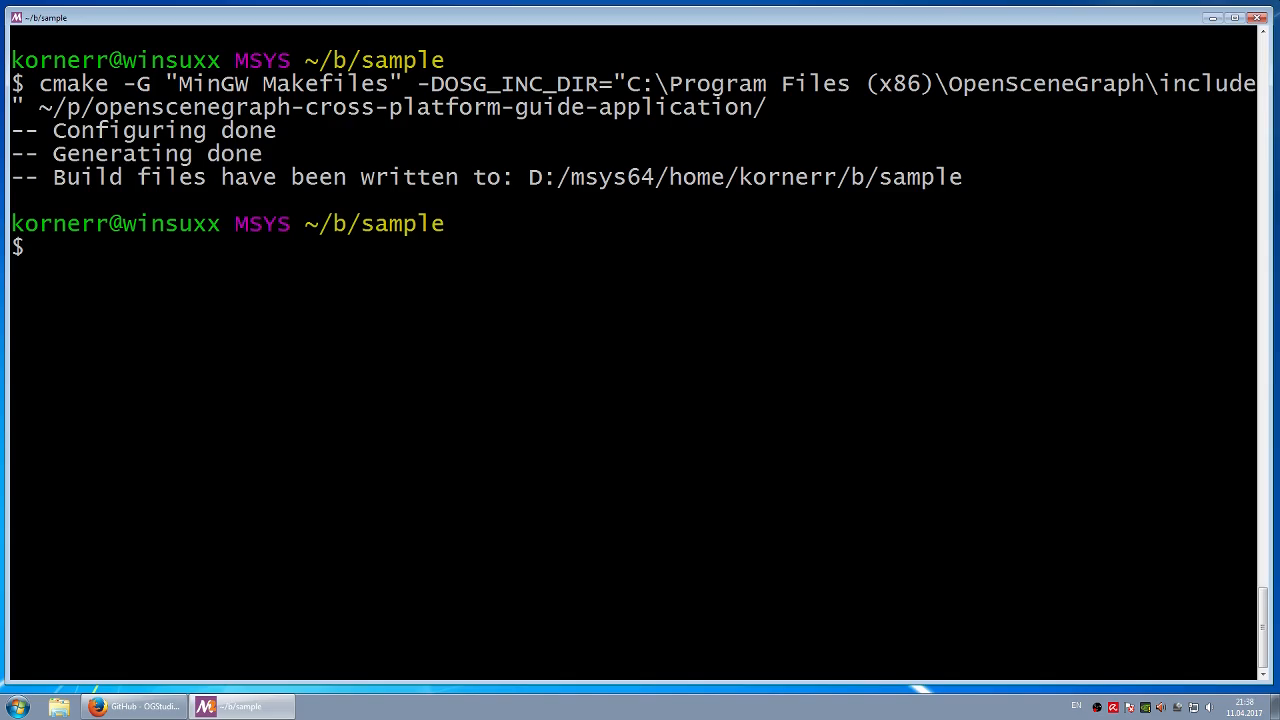 ~/b/sample
kornerr@winsuxx MSYS ~/b/sample
$ cmake -G "MinGW Makefiles" -DOSG_INC_DIR="C:\Program Files (x86)\OpenSceneGraph\include
" ~/p/openscenegraph-cross-platform-guide-application/
-- Configuring done
-- Generating done
-- Build files have been written to: D:/msys64/home/kornerr/b/sample
kornerr@winsuxx MSYS ~/b/sample
$
GitHub - OGStudi...
~/b/sample
EN
21:38
11.04.2017